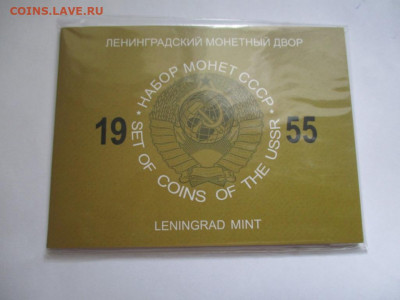 COINS.LAVE.RU
ЛЕНИНГРАДСКИЙ МОНЕТНЫЙ ДВОР
• НАБОР МОНЕТ СССР •
19 55
SET OF COINS OF THE USSR
LENINGRAD MINT